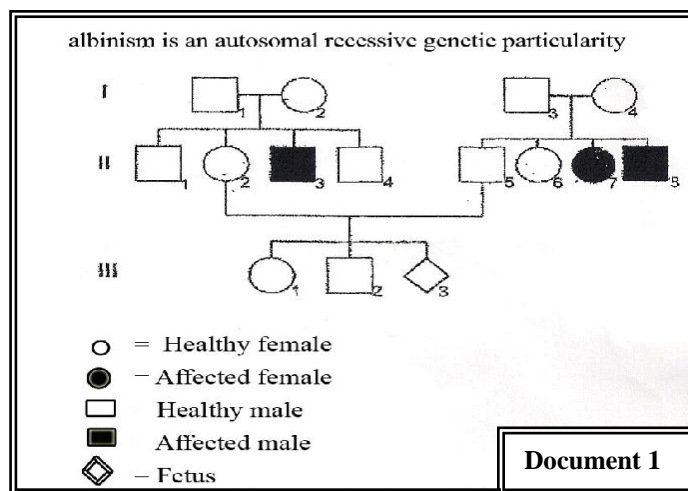 albinism is an autosomal recessive genetic particularity
I
1 2 3 4
II
1 2 3 4 5 6 7 8
III
1 2 3
= Healthy female
– Affected female
Healthy male
Affected male
– Fetus
Document 1